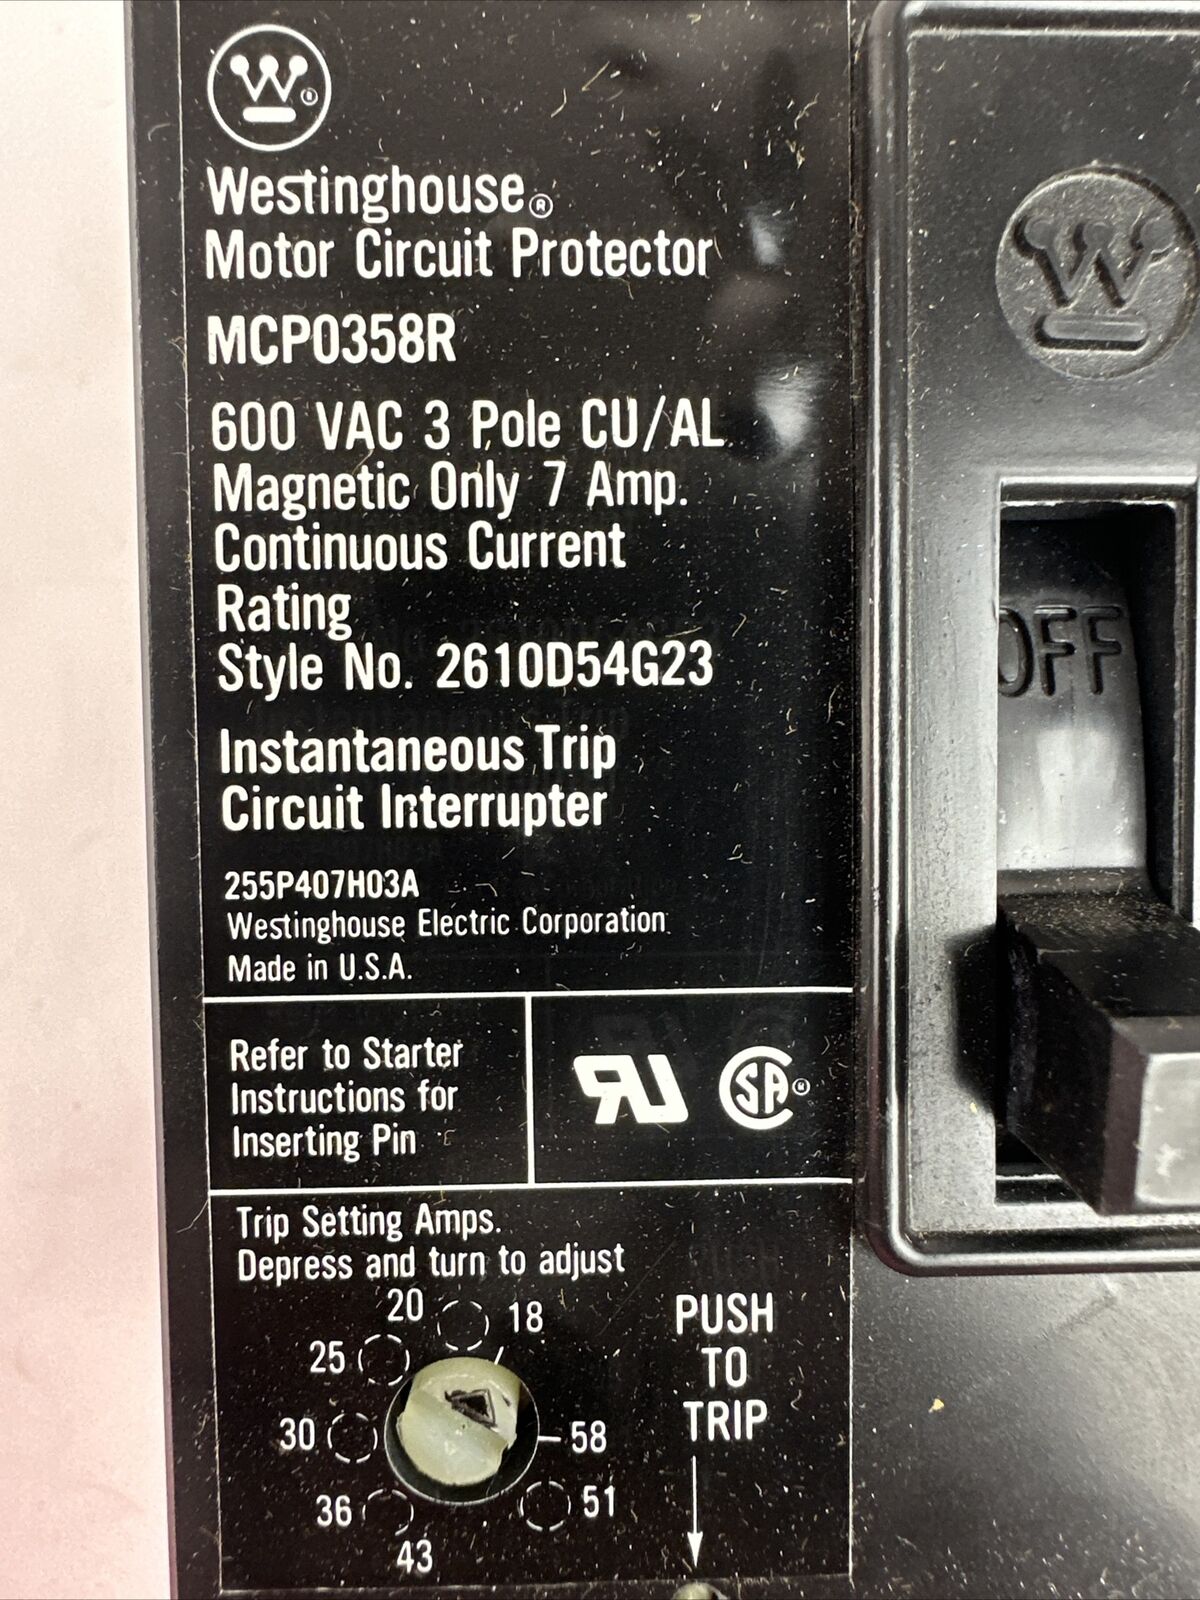 W ®
Westinghouse®
Motor Circuit Protector
MCP0358R
600 VAC 3 Pole CU/AL
Magnetic Only 7 Amp.
Continuous Current
Rating
Style No. 2610D54G23
Instantaneous Trip
Circuit Interrupter
255P407H03A
Westinghouse Electric Corporation
Made in U.S.A.
Refer to Starter
Instructions for
Inserting Pin
RU SA ®
Trip Setting Amps.
Depress and turn to adjust
20 18
25
30 58
36 51
43
PUSH
TO
TRIP
W
OFF